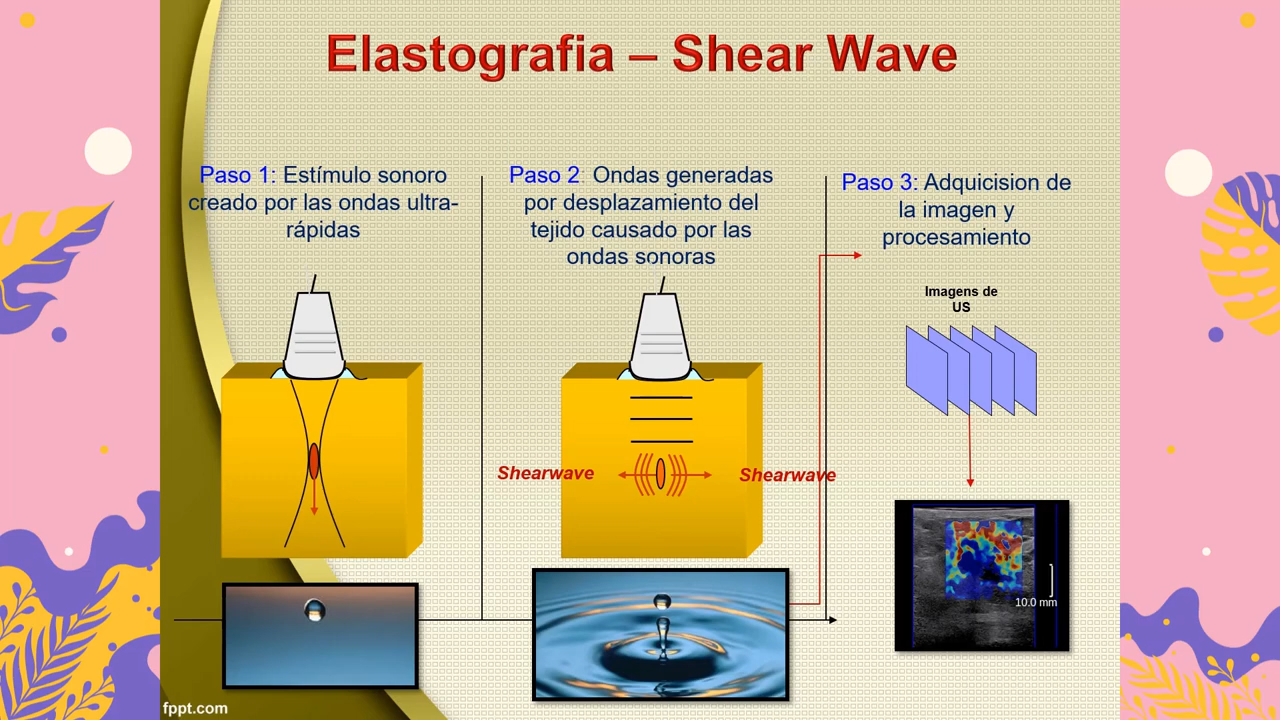 Elastografia – Shear Wave
Paso 1: Estímulo sonoro
creado por las ondas ultra-
rápidas
Paso 2: Ondas generadas
por desplazamiento del
tejido causado por las
ondas sonoras
Paso 3: Adquicision de
la imagen y
procesamiento
Imagens de
US
Shearwave
Shearwave
10.0 mm
fppt.com